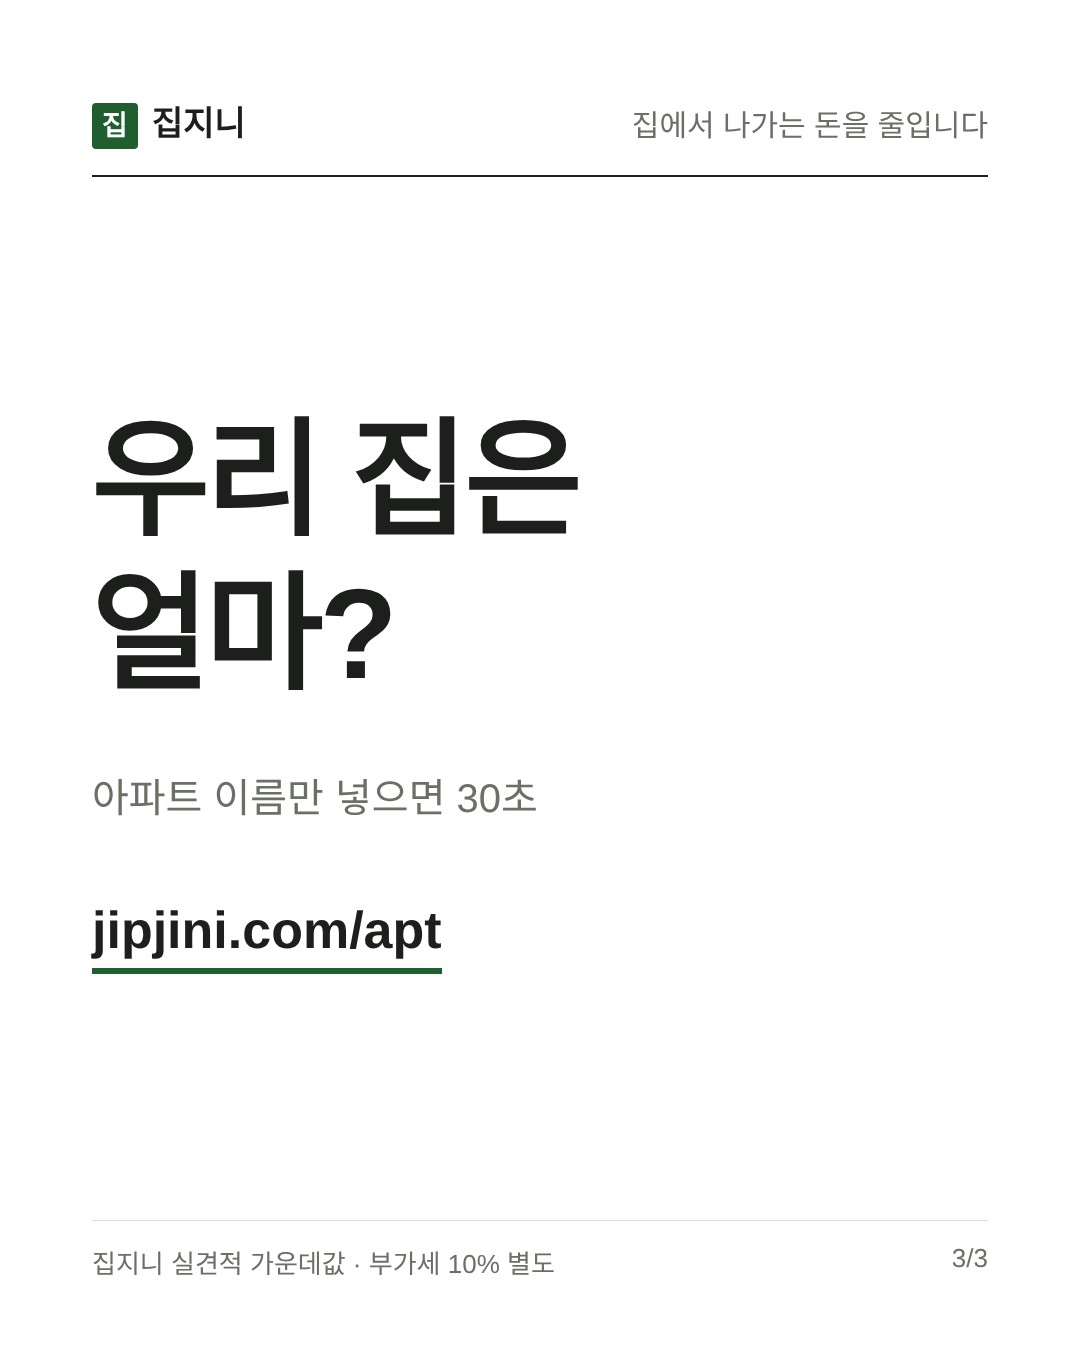 집 집지니
집에서 나가는 돈을 줄입니다
우리 집은
얼마?
아파트 이름만 넣으면 30초
jipjini.com/apt
집지니 실견적 가운데값 · 부가세 10% 별도
3/3